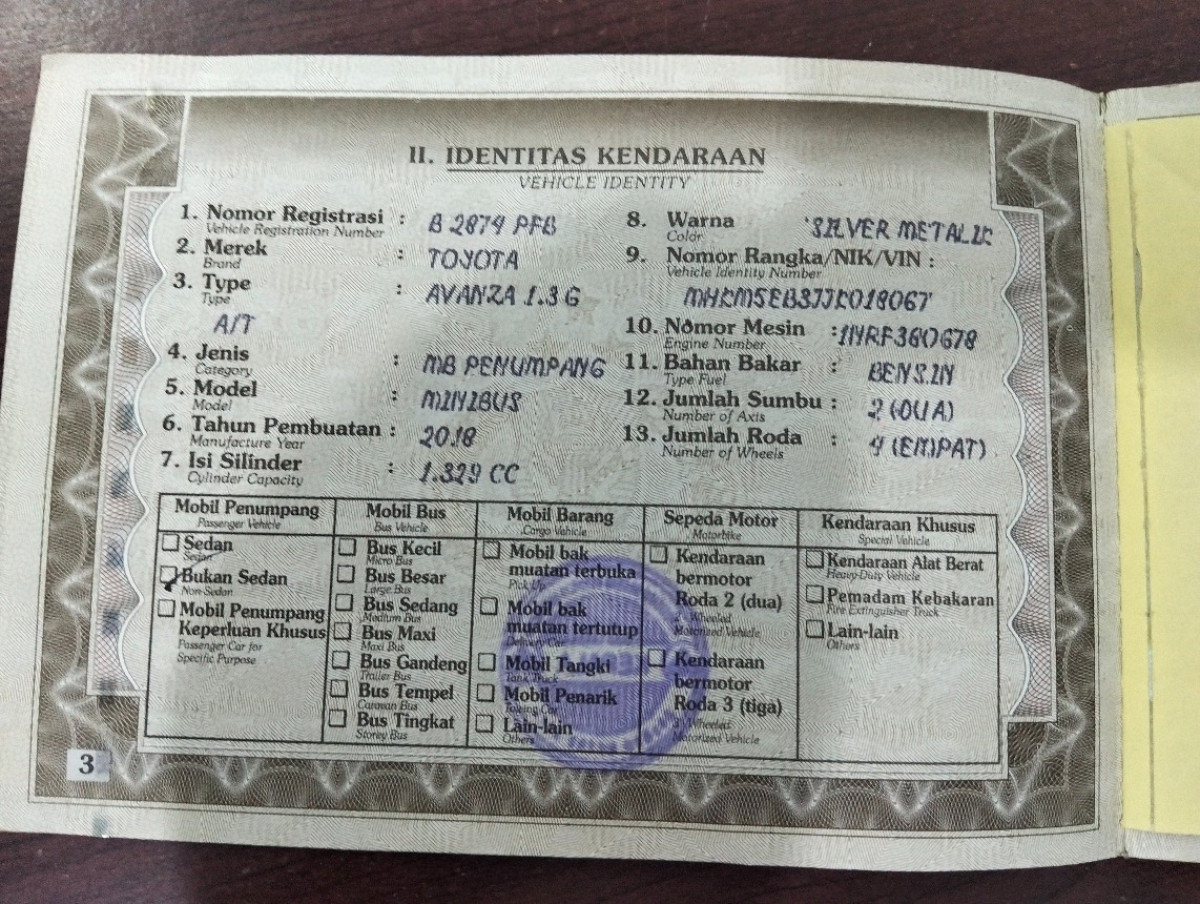 II. IDENTITAS KENDARAAN
VEHICLE IDENTITY
1. Nomor Registrasi : B 2874 PFB
Vehicle Registration Number
2. Merek : TOYOTA
Brand
3. Type : AVANZA 1.3 G
Type
A/T
4. Jenis : MB PENUMPANG
Category
5. Model : MINIBUS
Model
6. Tahun Pembuatan : 2018
Manufacture Year
7. Isi Silinder : 1.329 CC
Cylinder Capacity
8. Warna SILVER METALIC
Color
9. Nomor Rangka/NIK/VIN :
Vehicle Identity Number
MHKM5EB3JJK018067
10. Nomor Mesin : 1NRF380678
Engine Number
11. Bahan Bakar : BENSIN
Type Fuel
12. Jumlah Sumbu : 2 (DUA)
Number of Axis
13. Jumlah Roda : 4 (EMPAT)
Number of Wheels
Mobil Penumpang
Passenger Vehicle
Sedan
Sedan
Bukan Sedan
Non-Sedan
Mobil Penumpang
Keperluan Khusus
Passenger Car for
Specific Purpose
Mobil Bus
Bus Vehicle
Bus Kecil
Micro Bus
Bus Besar
Large Bus
Bus Sedang
Medium Bus
Bus Maxi
Maxi Bus
Bus Gandeng
Trailer Bus
Bus Tempel
Caravan Bus
Bus Tingkat
Storey Bus
Mobil Barang
Cargo Vehicle
Mobil bak
muatan terbuka
Pick Up
Mobil bak
muatan tertutup
Delivery Car
Mobil Tangki
Tank Truck
Mobil Penarik
Towing Car
Lain-lain
Others
Sepeda Motor
Motorbike
Kendaraan
bermotor
Roda 2 (dua)
2 Wheeled
Motorized Vehicle
Kendaraan
bermotor
Roda 3 (tiga)
3 Wheeled
Motorized Vehicle
Kendaraan Khusus
Special Vehicle
Kendaraan Alat Berat
Heavy-Duty Vehicle
Pemadam Kebakaran
Fire Extinguisher Truck
Lain-lain
Others
3